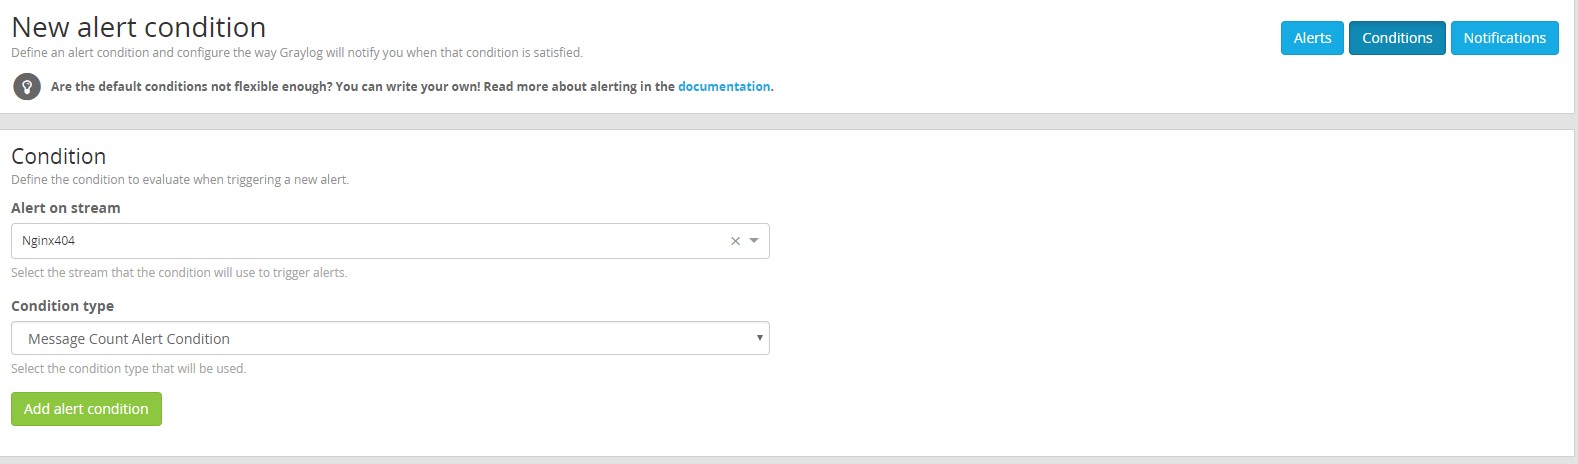 New alert condition
Define an alert condition and configure the way Graylog will notify you when that condition is satisfied.
Alerts
Conditions
Notifications
Are the default conditions not flexible enough? You can write your own! Read more about alerting in the documentation.
Condition
Define the condition to evaluate when triggering a new alert.
Alert on stream
Nginx404
Select the stream that the condition will use to trigger alerts.
Condition type
Message Count Alert Condition
Select the condition type that will be used.
Add alert condition